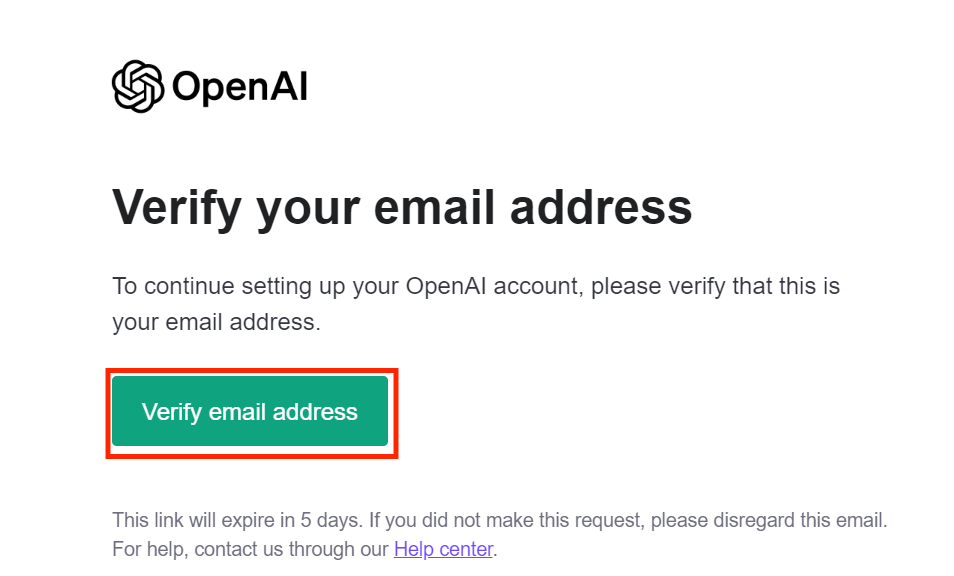 OpenAI
Verify your email address
To continue setting up your OpenAI account, please verify that this is
your email address.
Verify email address
This link will expire in 5 days. If you did not make this request, please disregard this email.
For help, contact us through our Help center.